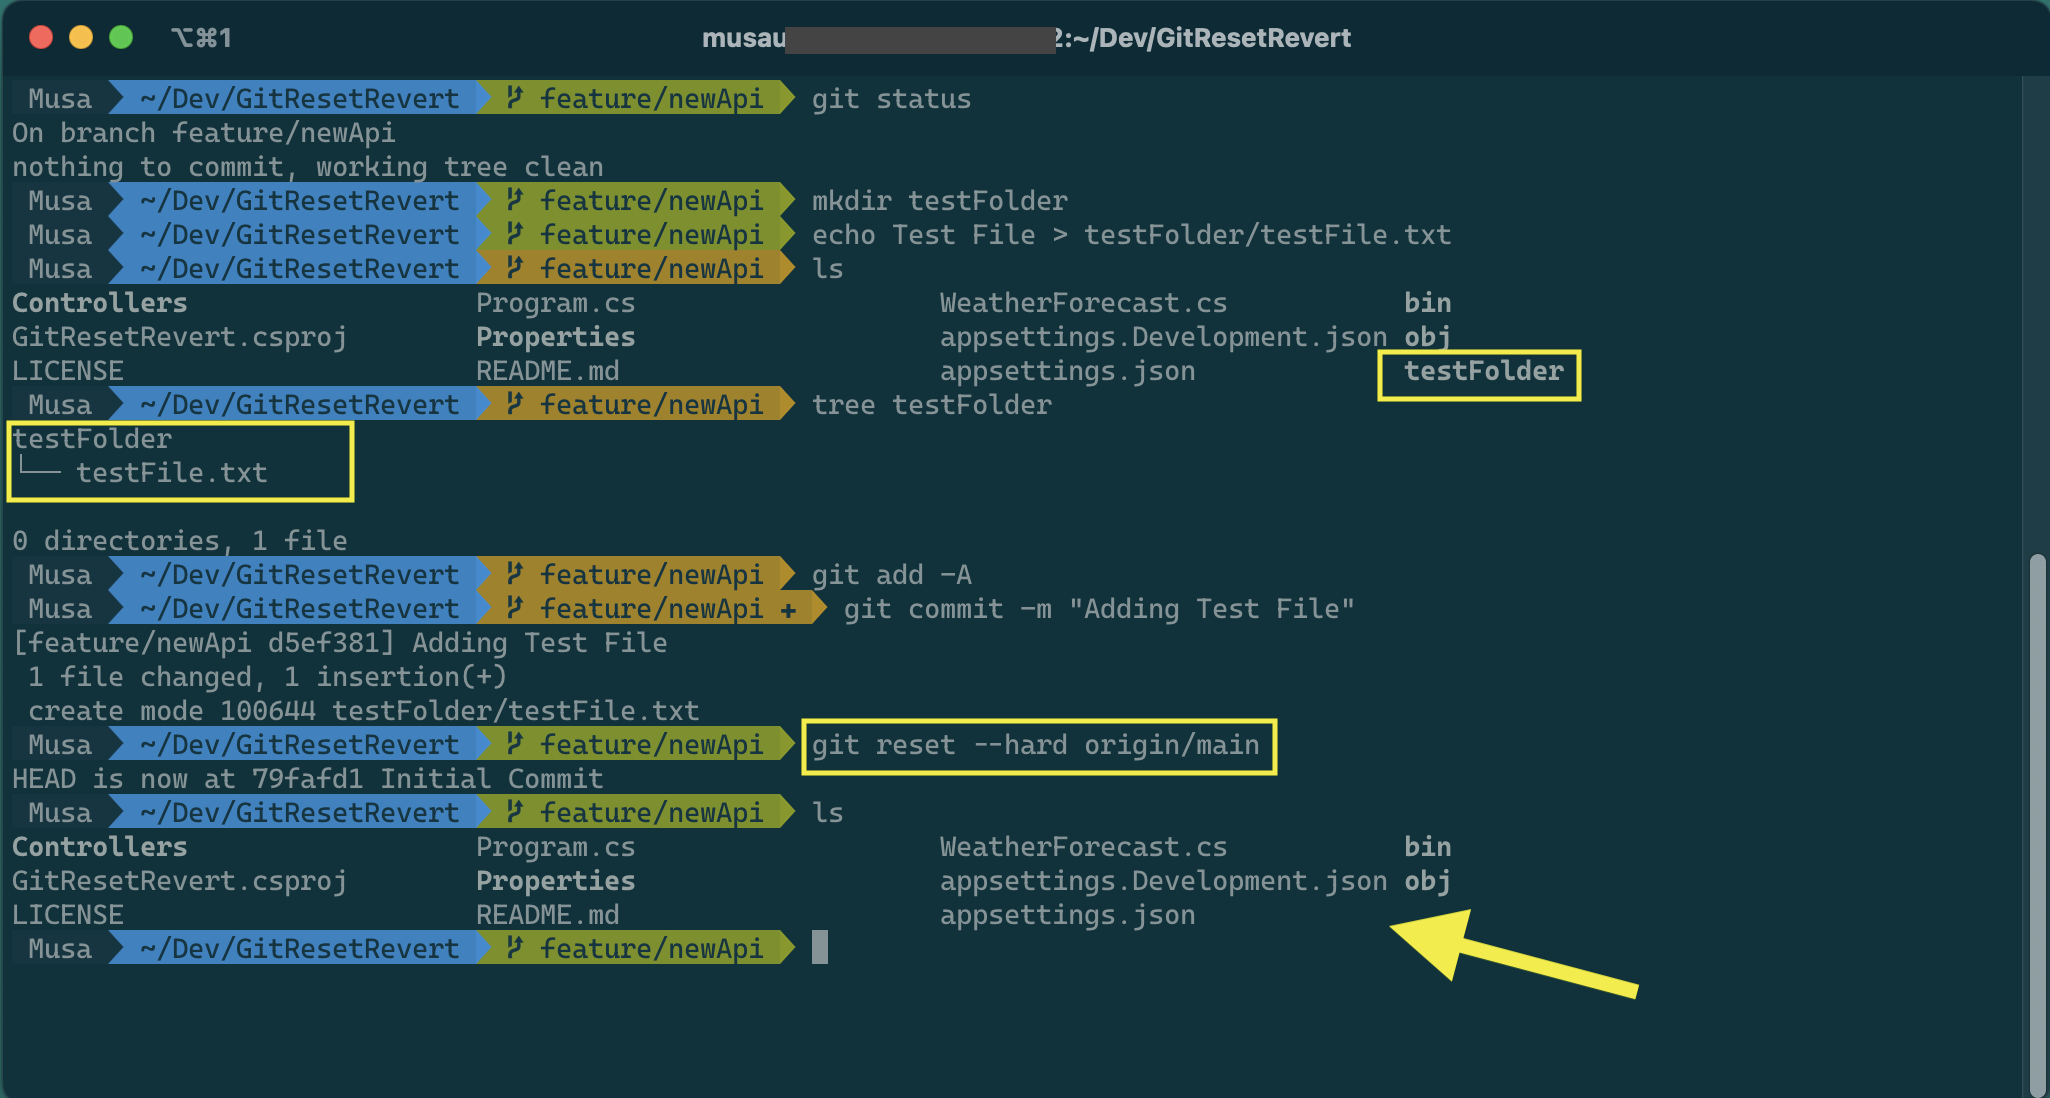 ⌥⌘1 musau 2:~/Dev/GitResetRevert
Musa ~/Dev/GitResetRevert feature/newApi git status
On branch feature/newApi
nothing to commit, working tree clean
Musa ~/Dev/GitResetRevert feature/newApi mkdir testFolder
Musa ~/Dev/GitResetRevert feature/newApi echo Test File > testFolder/testFile.txt
Musa ~/Dev/GitResetRevert feature/newApi ls
Controllers Program.cs WeatherForecast.cs bin
GitResetRevert.csproj Properties appsettings.Development.json obj
LICENSE README.md appsettings.json testFolder
Musa ~/Dev/GitResetRevert feature/newApi tree testFolder
testFolder
└── testFile.txt
0 directories, 1 file
Musa ~/Dev/GitResetRevert feature/newApi git add -A
Musa ~/Dev/GitResetRevert feature/newApi + git commit -m "Adding Test File"
[feature/newApi d5ef381] Adding Test File
1 file changed, 1 insertion(+)
create mode 100644 testFolder/testFile.txt
Musa ~/Dev/GitResetRevert feature/newApi git reset --hard origin/main
HEAD is now at 79fafd1 Initial Commit
Musa ~/Dev/GitResetRevert feature/newApi ls
Controllers Program.cs WeatherForecast.cs bin
GitResetRevert.csproj Properties appsettings.Development.json obj
LICENSE README.md appsettings.json
Musa ~/Dev/GitResetRevert feature/newApi